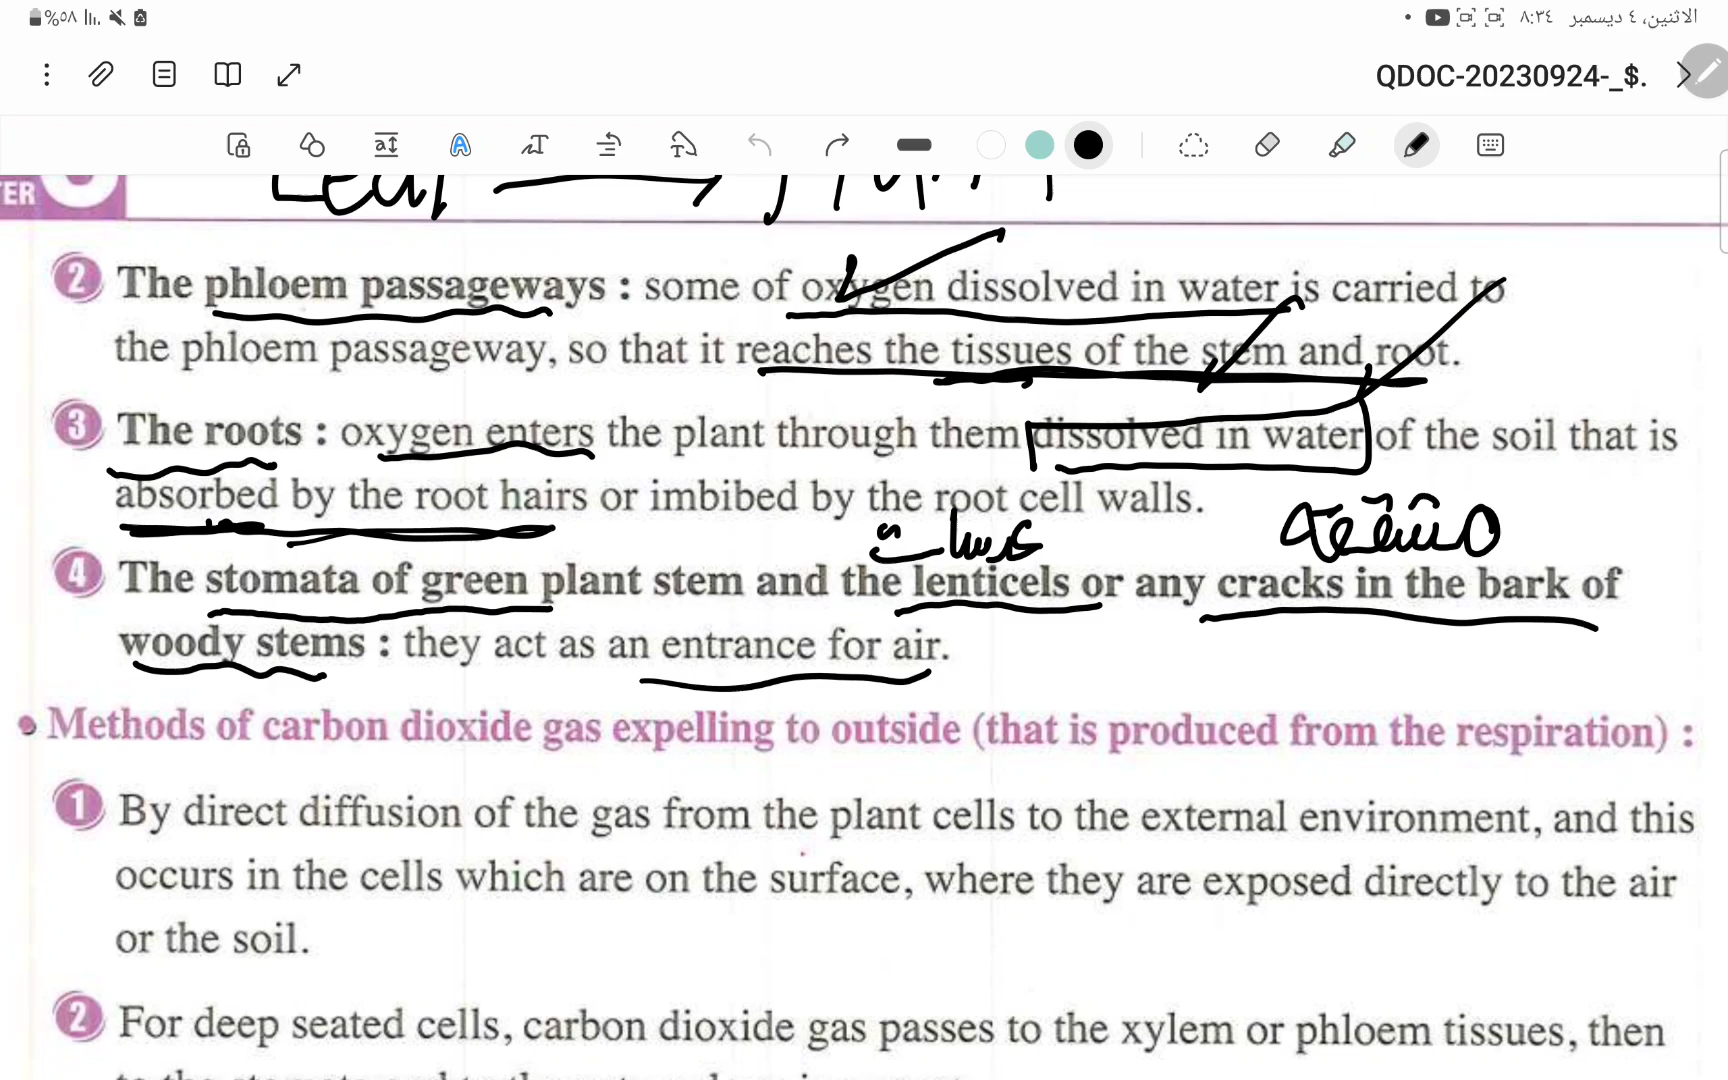 %٥٨
الاثنين، ٤ ديسمبر ٨:٣٤
QDOC-20230924-_$.
TER
Leaf
2 The phloem passageways : some of oxygen dissolved in water is carried to
the phloem passageway, so that it reaches the tissues of the stem and root.
3 The roots : oxygen enters the plant through them dissolved in water of the soil that is
absorbed by the root hairs or imbibed by the root cell walls.
4 The stomata of green plant stem and the lenticels or any cracks in the bark of
woody stems : they act as an entrance for air.
• Methods of carbon dioxide gas expelling to outside (that is produced from the respiration) :
1 By direct diffusion of the gas from the plant cells to the external environment, and this
occurs in the cells which are on the surface, where they are exposed directly to the air
or the soil.
2 For deep seated cells, carbon dioxide gas passes to the xylem or phloem tissues, then